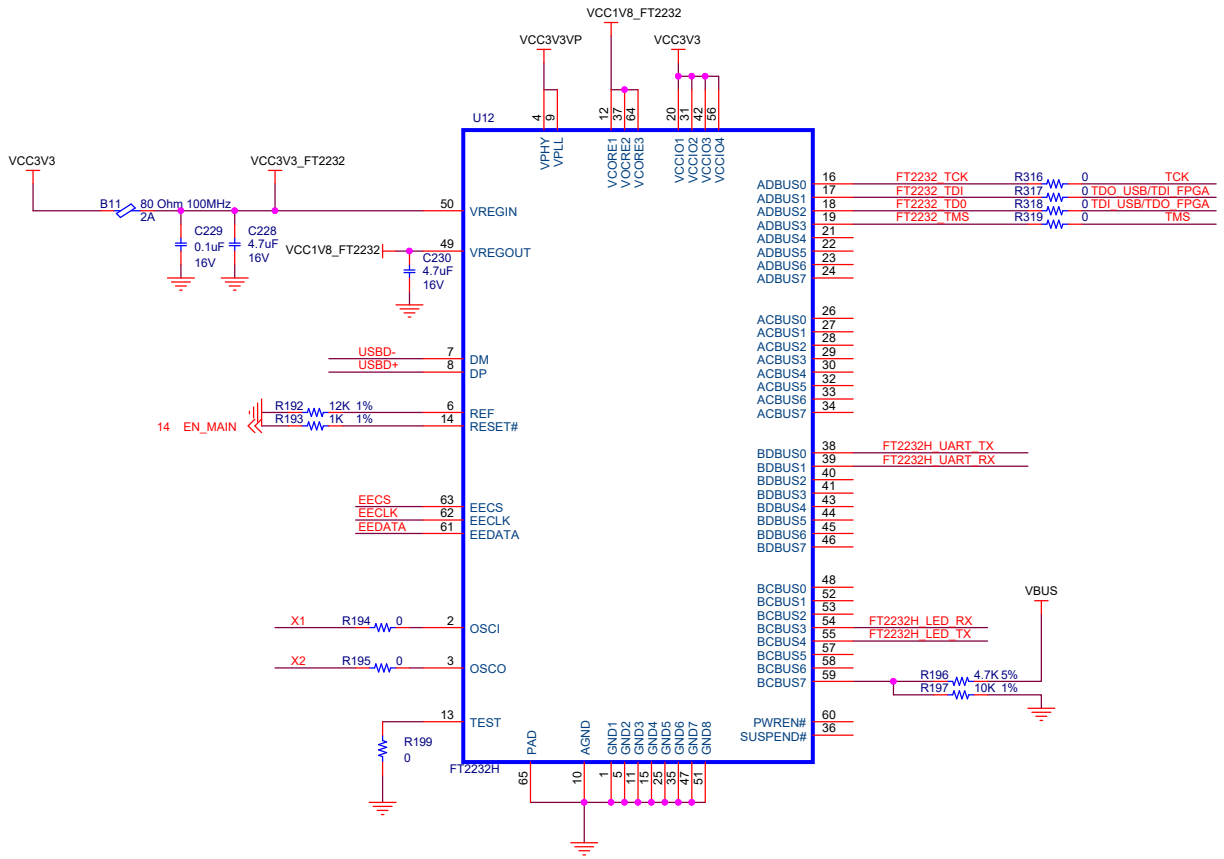 VCC1V8_FT2232
VCC3V3VP
VCC3V3
4
9
12
37
64
20
31
42
56
U12
VPHY
VPLL
VCORE1
VOCRE2
VCORE3
VCCIO1
VCCIO2
VCCIO3
VCCIO4
VCC3V3
VCC3V3_FT2232
B11 80 Ohm 100MHz
2A
50 VREGIN
C229
0.1uF
16V
C228
4.7uF
16V
VCC1V8_FT2232
49 VREGOUT
C230
4.7uF
16V
USBD- 7 DM
USBD+ 8 DP
R192 12K 1% 6 REF
14 EN_MAIN R193 1K 1% 14 RESET#
EECS 63 EECS
EECLK 62 EECLK
EEDATA 61 EEDATA
X1 R194 0 2 OSCI
X2 R195 0 3 OSCO
13 TEST
R199
0
FT2232H
ADBUS0 16 FT2232_TCK R316 0 TCK
ADBUS1 17 FT2232_TDI R317 0 TDO_USB/TDI_FPGA
ADBUS2 18 FT2232_TD0 R318 0 TDI_USB/TDO_FPGA
ADBUS3 19 FT2232_TMS R319 0 TMS
ADBUS4 21
ADBUS5 22
ADBUS6 23
ADBUS7 24
ACBUS0 26
ACBUS1 27
ACBUS2 28
ACBUS3 29
ACBUS4 30
ACBUS5 32
ACBUS6 33
ACBUS7 34
BDBUS0 38 FT2232H_UART_TX
BDBUS1 39 FT2232H_UART_RX
BDBUS2 40
BDBUS3 41
BDBUS4 43
BDBUS5 44
BDBUS6 45
BDBUS7 46
BCBUS0 48
BCBUS1 52
BCBUS2 53
BCBUS3 54 FT2232H_LED_RX
BCBUS4 55 FT2232H_LED_TX
BCBUS5 57
BCBUS6 58
BCBUS7 59
VBUS
R196 4.7K 5%
R197 10K 1%
PWREN# 60
SUSPEND# 36
PAD
AGND
GND1
GND2
GND3
GND4
GND5
GND6
GND7
GND8
65
10
1
5
11
15
25
35
47
51